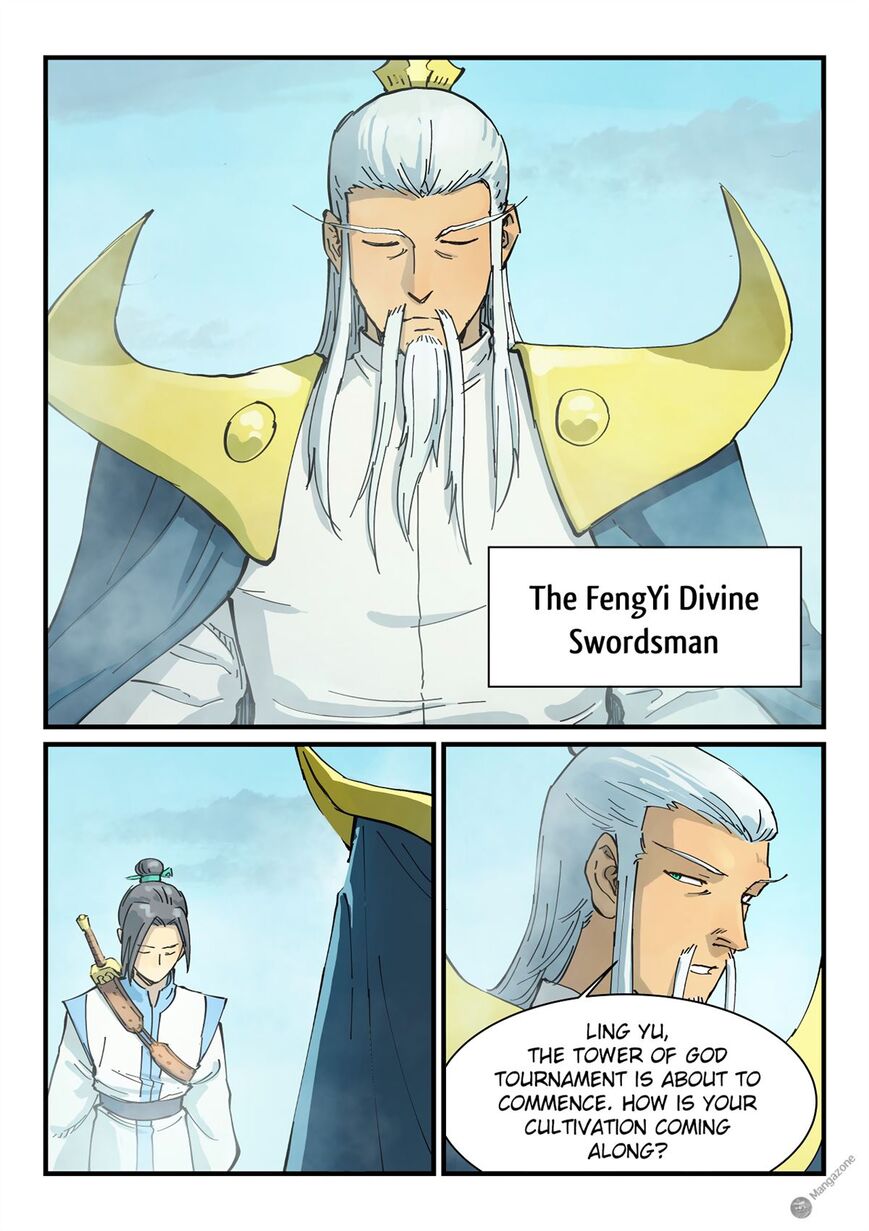 The FengYi Divine
Swordsman
LING YU,
THE TOWER OF GOD
TOURNAMENT IS ABOUT TO
COMMENCE. HOW IS YOUR
CULTIVATION COMING
ALONG?
Mangazone